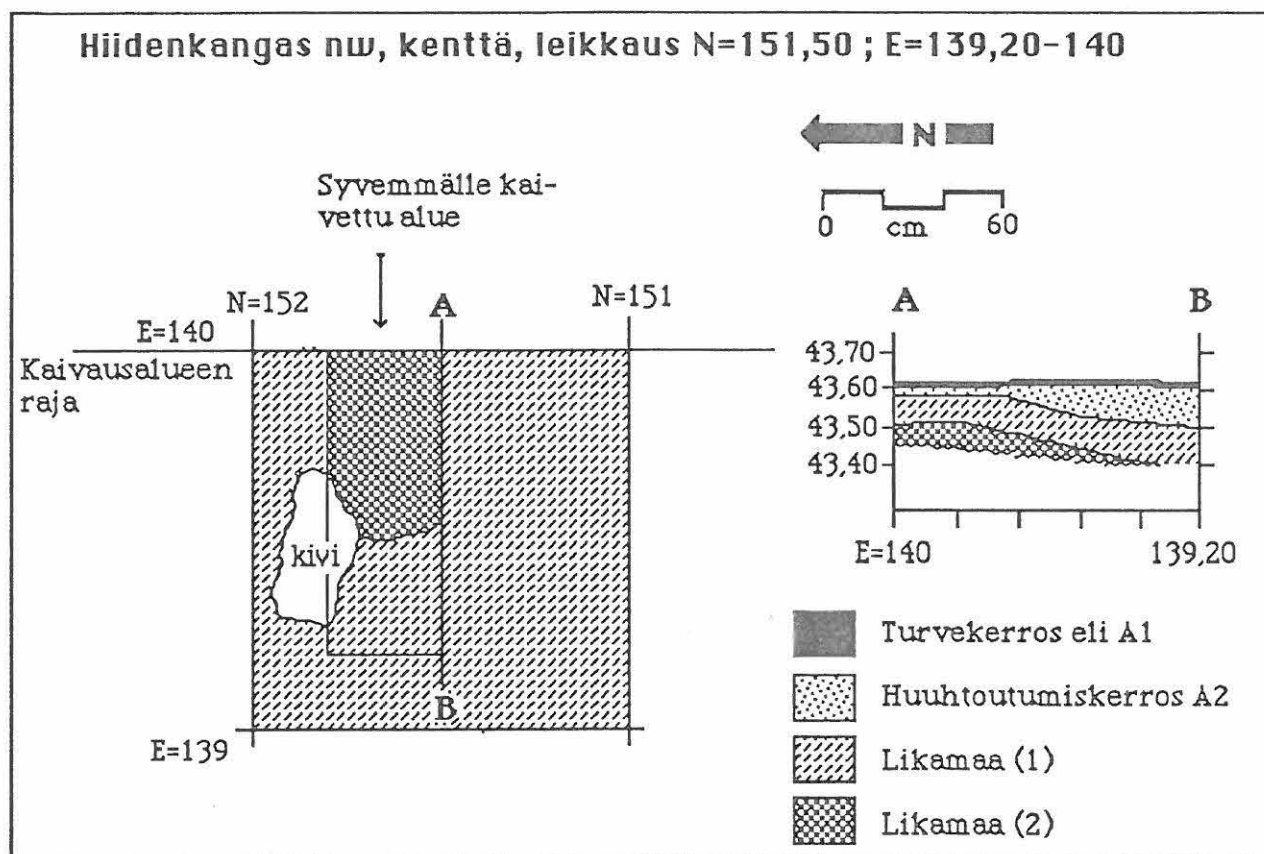 Hiidenkangas nw, kenttä, leikkaus N=151,50 ; E=139,20-140
N
0 cm 60
Syvemmälle kai-
vettu alue
N=152 A N=151
E=140
Kaivausalueen
raja
kivi
B
E=139
A B
43,70
43,60
43,50
43,40
E=140 139,20
Turvekerros eli A1
Huuhtoutumiskerros A2
Likamaa (1)
Likamaa (2)